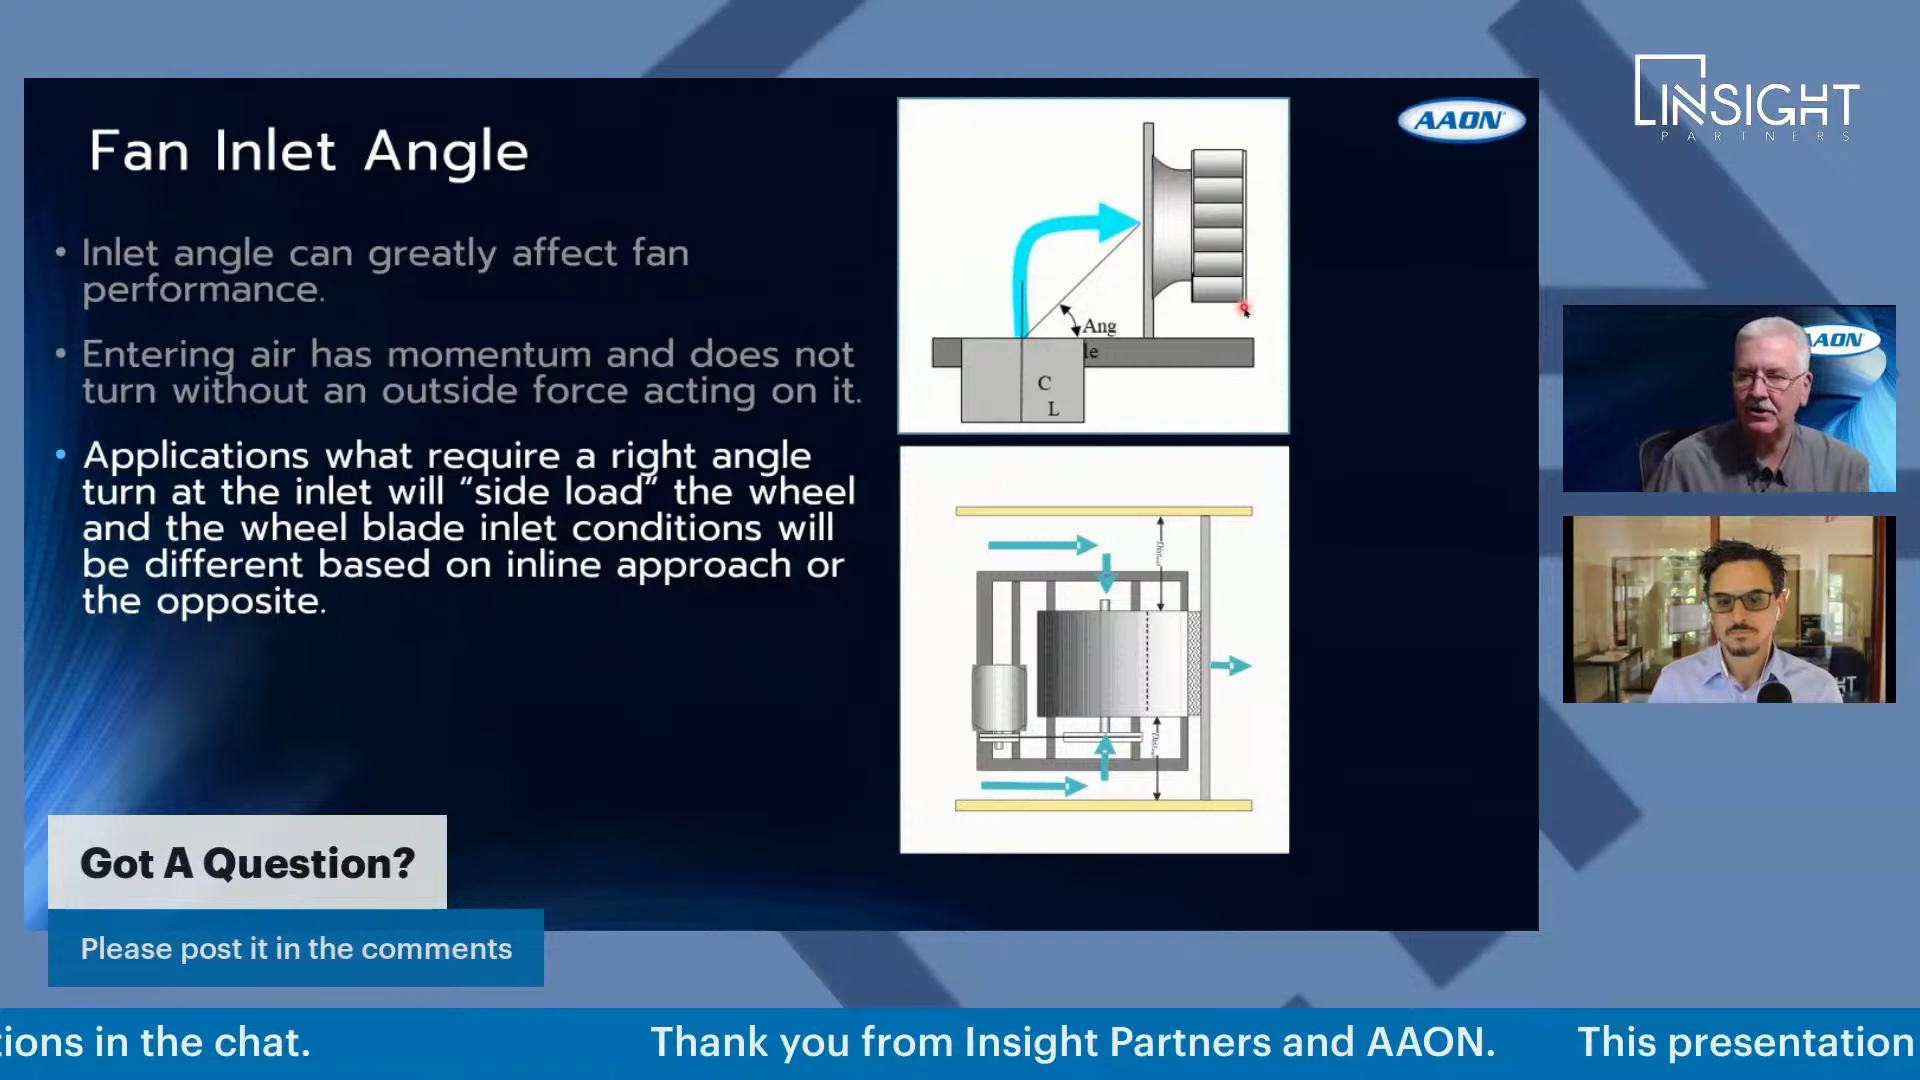 INSIGHT
PARTNERS
AAON
Fan Inlet Angle
• Inlet angle can greatly affect fan
performance.
• Entering air has momentum and does not
turn without an outside force acting on it.
• Applications what require a right angle
turn at the inlet will “side load” the wheel
and the wheel blade inlet conditions will
be different based on inline approach or
the opposite.
Ang
le
C
L
AAON
Got A Question?
Please post it in the comments
tions in the chat.
Thank you from Insight Partners and AAON.
This presentation